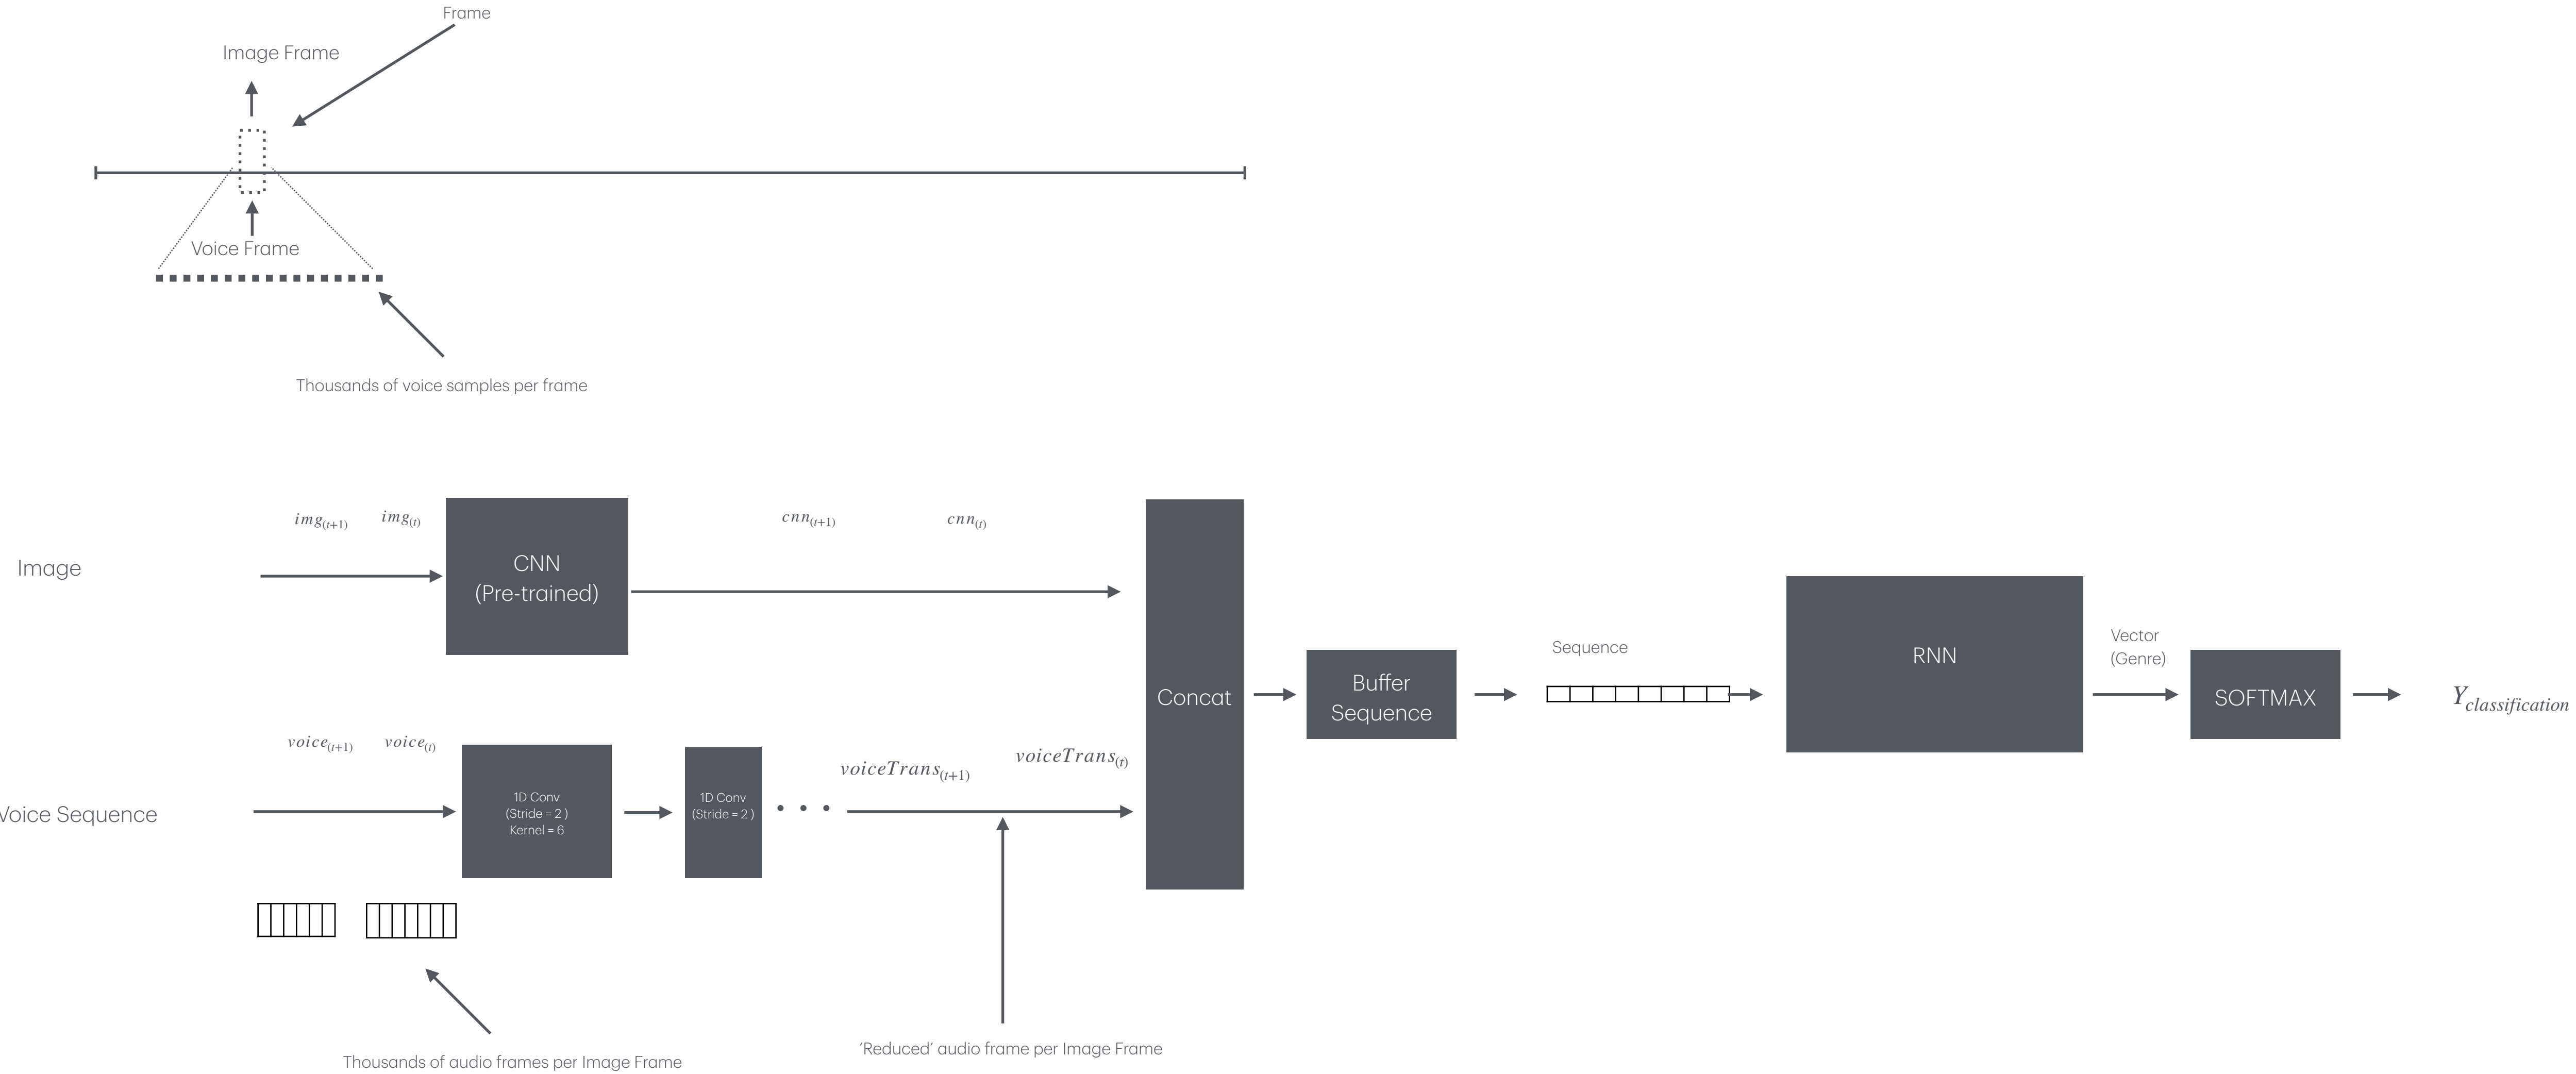 Frame
Image Frame
Voice Frame
Thousands of voice samples per frame
img(t+1)
img(t)
cnn(t+1)
cnn(t)
Image
CNN
(Pre-trained)
Concat
Buffer
Sequence
Sequence
RNN
Vector
(Genre)
SOFTMAX
Yclassification
voice(t+1)
voice(t)
voiceTrans(t+1)
voiceTrans(t)
Voice Sequence
1D Conv
(Stride = 2 )
Kernel = 6
1D Conv
(Stride = 2 )
Thousands of audio frames per Image Frame
‘Reduced’ audio frame per Image Frame